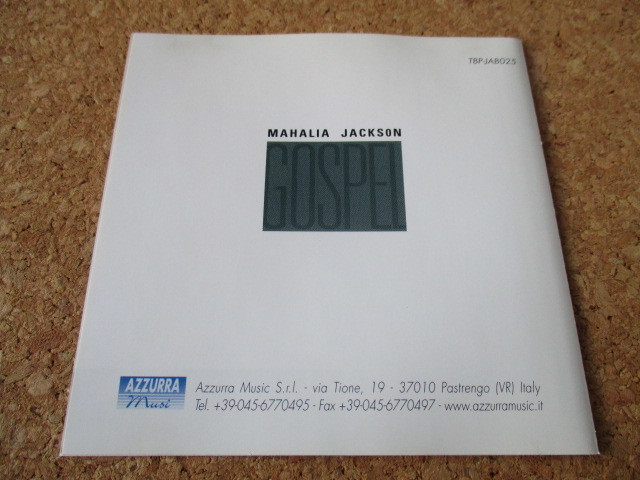 TBP-JAB025
MAHALIA JACKSON
GOSPEL
AZZURRA
Musi
Azzurra Music S.r.l. - via Tione, 19 - 37010 Pastrengo (VR) Italy
Tel. +39-045-6770495 - Fax +39-045-6770497 - www.azzurramusic.it